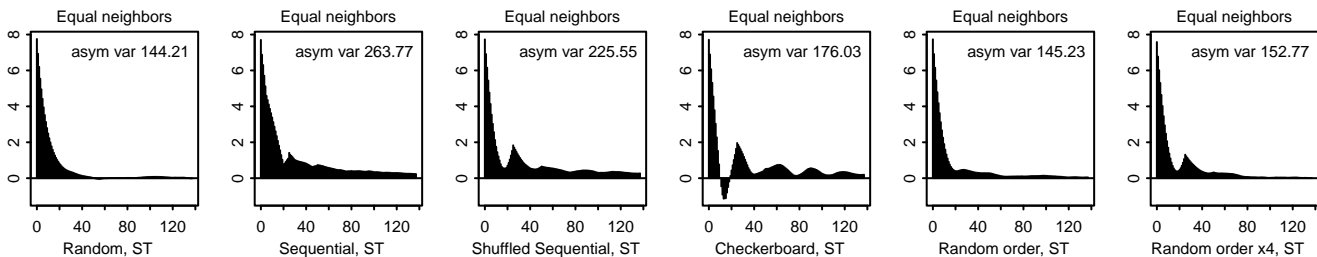 Equal neighbors
asym var 144.21
8
6
4
2
0
0 40 80 120
Random, ST
Equal neighbors
asym var 263.77
8
6
4
2
0
0 40 80 120
Sequential, ST
Equal neighbors
asym var 225.55
8
6
4
2
0
0 40 80 120
Shuffled Sequential, ST
Equal neighbors
asym var 176.03
8
6
4
2
0
0 40 80 120
Checkerboard, ST
Equal neighbors
asym var 145.23
8
6
4
2
0
0 40 80 120
Random order, ST
Equal neighbors
asym var 152.77
8
6
4
2
0
0 40 80 120
Random order x4, ST